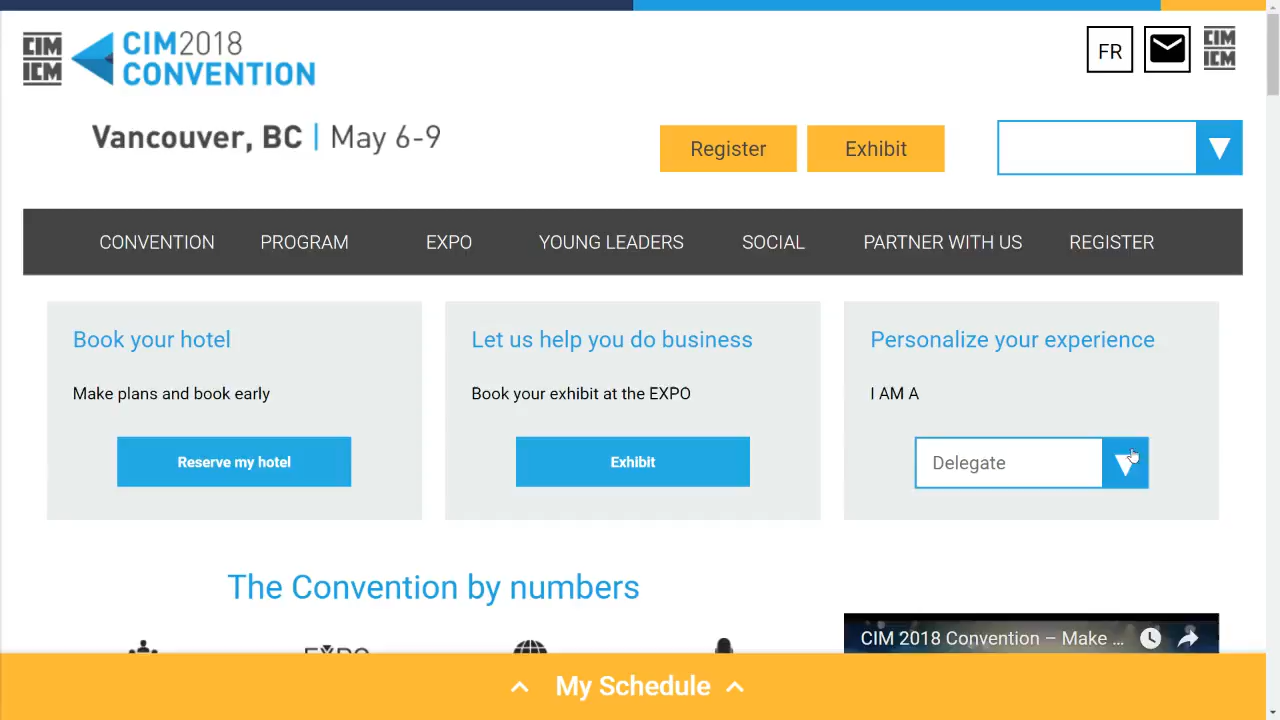 CIM
ICM
CIM2018
CONVENTION
FR
CIM
ICM
Vancouver, BC | May 6-9
Register
Exhibit
CONVENTION PROGRAM EXPO YOUNG LEADERS SOCIAL PARTNER WITH US REGISTER
Book your hotel
Make plans and book early
Reserve my hotel
Let us help you do business
Book your exhibit at the EXPO
Exhibit
Personalize your experience
I AM A
Delegate
The Convention by numbers
EXPO
CIM 2018 Convention – Make ...
My Schedule